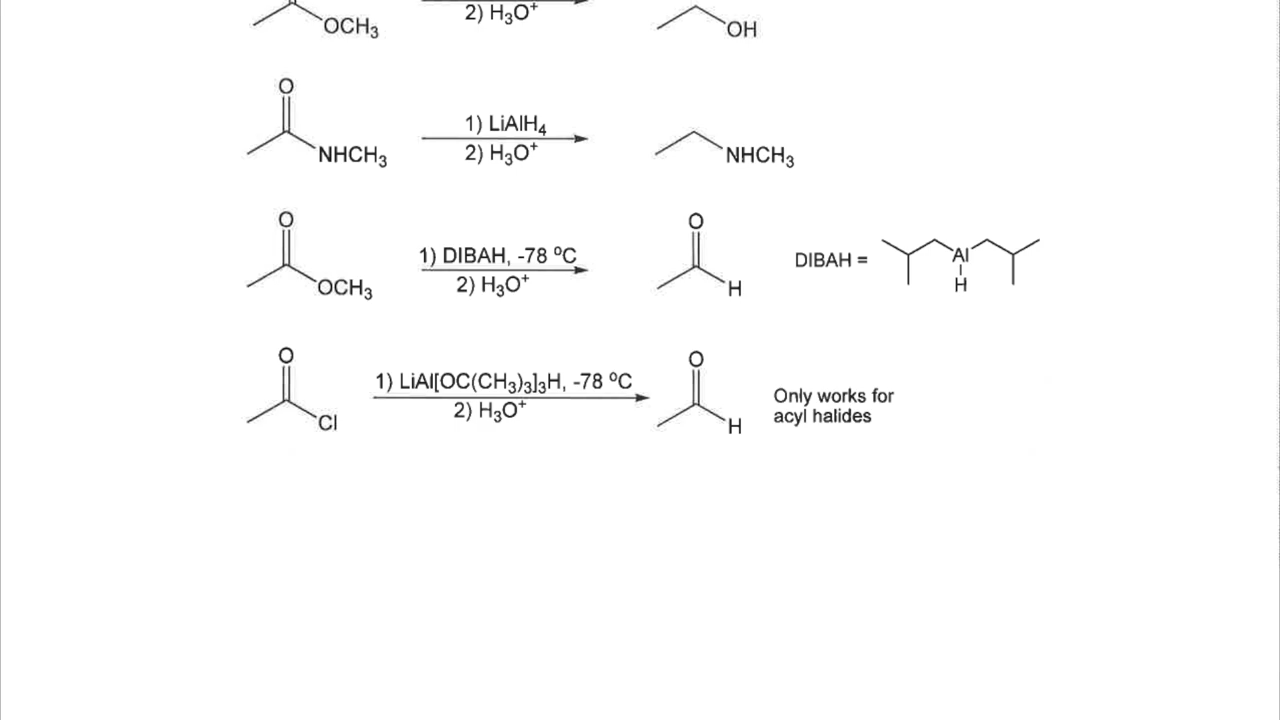 2) H₃O⁺
OCH₃
OH
O
NHCH₃
1) LiAlH₄
2) H₃O⁺
NHCH₃
O
OCH₃
1) DIBAH, -78 ºC
2) H₃O⁺
O
H
DIBAH =
Al
H
O
Cl
1) LiAl[OC(CH₃)₃]₃H, -78 ºC
2) H₃O⁺
O
H
Only works for
acyl halides